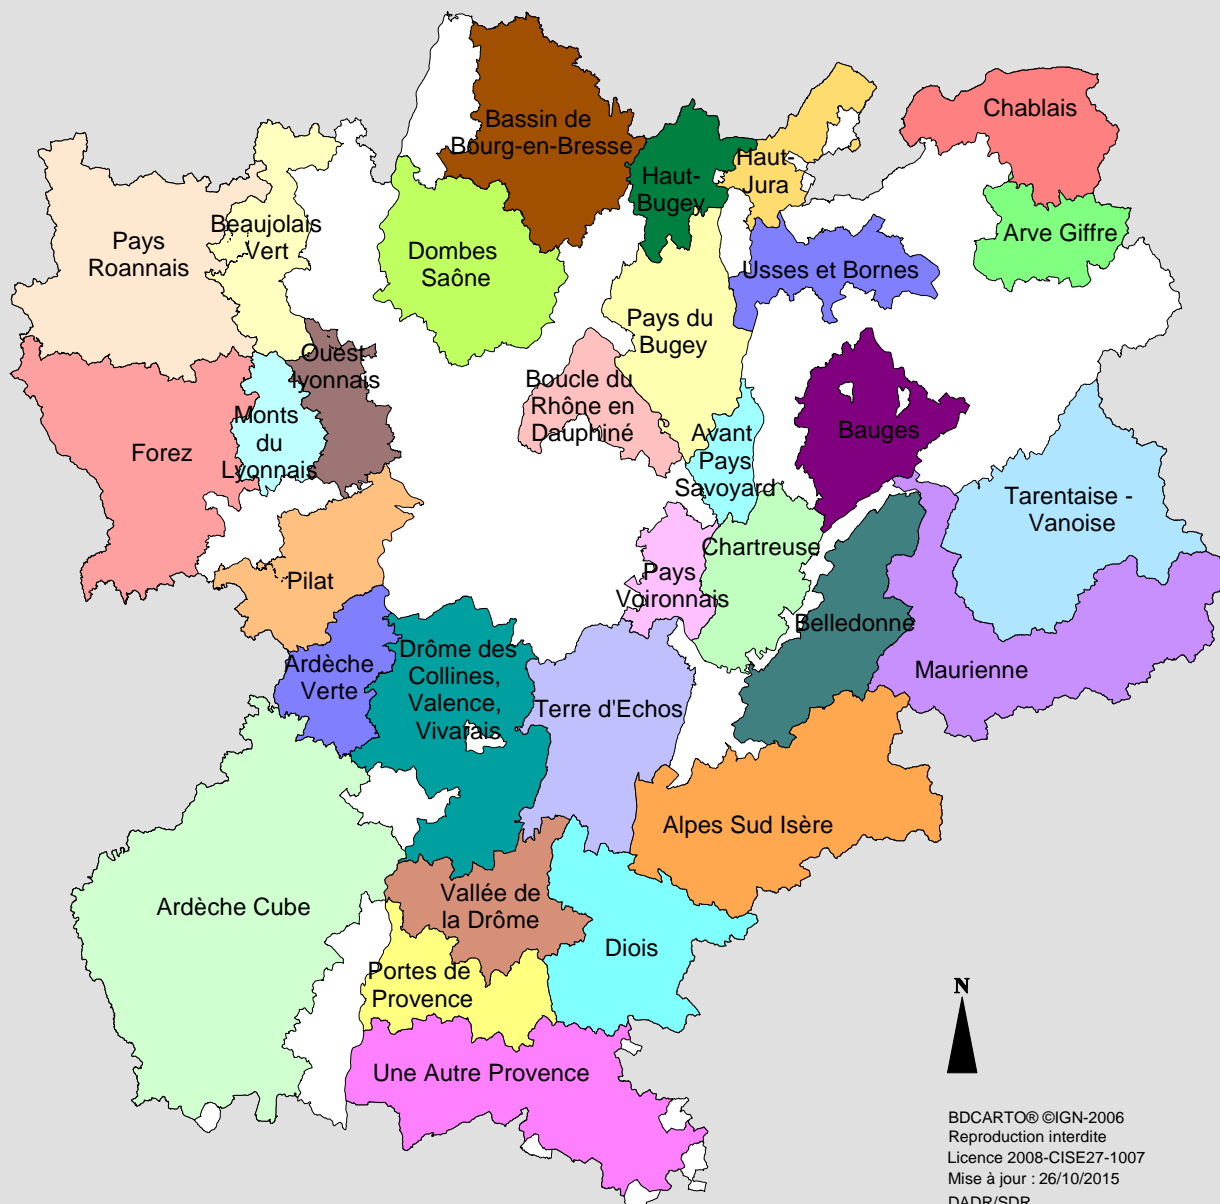 Chablais
Bassin de
Bourg-en-Bresse
Haut-
Jura
Haut-
Bugey
Beaujolais
Vert
Pays
Roannais
Dombes
Saône
Arve Giffre
Usses et Bornes
Pays du
Bugey
Ouest
lyonnais
Boucle du
Rhône en
Dauphiné
Monts
du
Lyonnais
Forez
Avant
Pays
Savoyard
Bauges
Tarentaise -
Vanoise
Chartreuse
Pays
Voironnais
Pilat
Belledonne
Maurienne
Ardèche
Verte
Drôme des
Collines,
Valence,
Vivarais
Terre d'Echos
Alpes Sud Isère
Ardèche Cube
Vallée de
la Drôme
Diois
Portes de
Provence
Une Autre Provence
N
BDCARTO® ©IGN-2006
Reproduction interdite
Licence 2008-CISE27-1007
Mise à jour : 26/10/2015
DADR/SDR